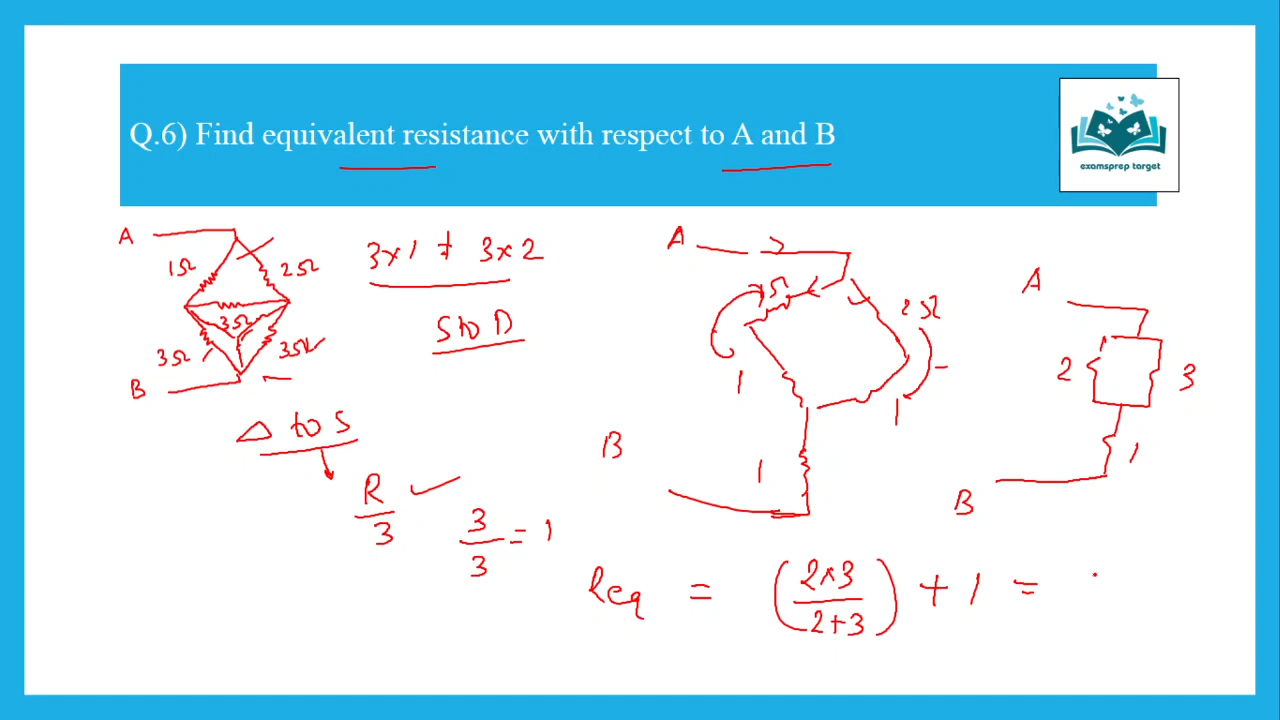 Q.6) Find equivalent resistance with respect to A and B
examsprep target
A
1Ω
2Ω
3Ω
3Ω
3Ω
B
3×1 ≠ 3×2
S to D
Δ to S
R/3
3/3 = 1
A
1Ω
2Ω
1
1
1
B
A
2
3
1
B
Req = (2×3/2+3) + 1 =